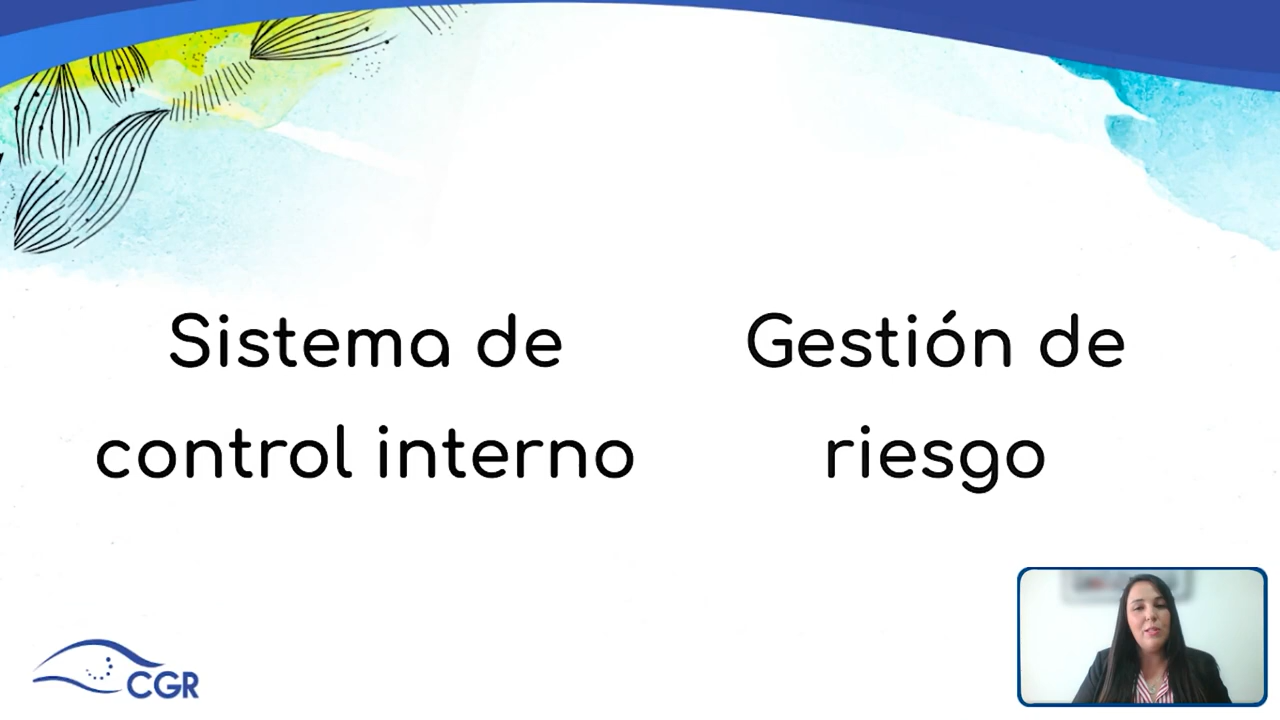 Sistema de
control interno
Gestión de
riesgo
CGR